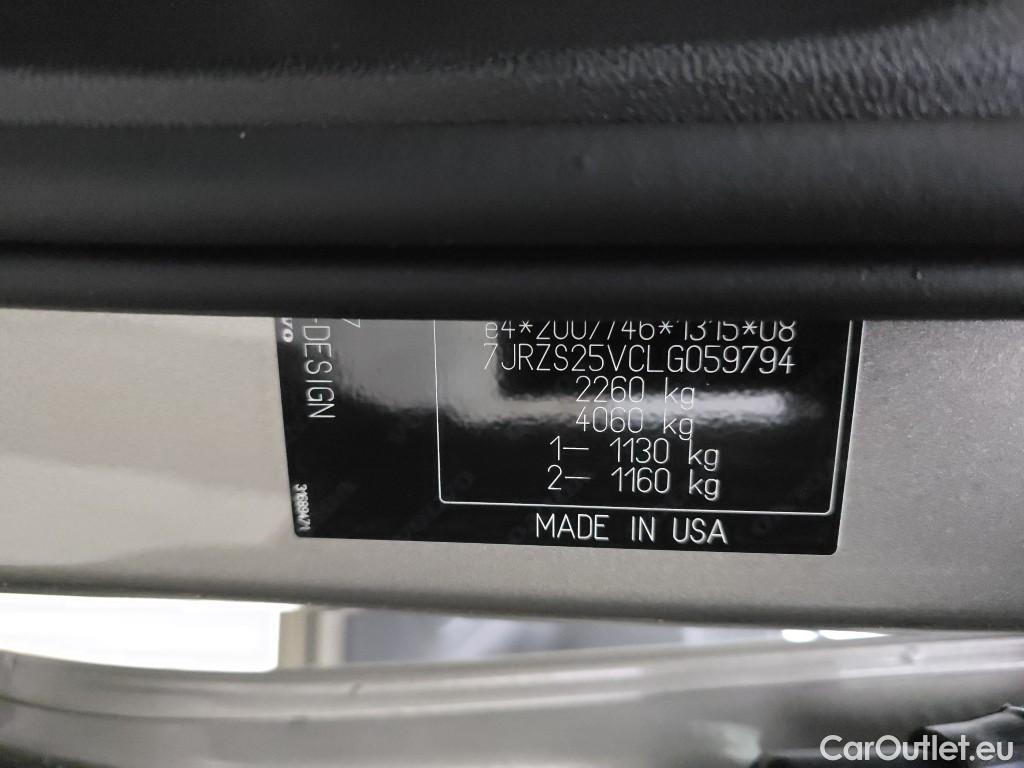 e4*2007/46*1315*08
7JRZS25VCLG059794
2260 kg
4060 kg
1– 1130 kg
2– 1160 kg
MADE IN USA
-DESIGN
CarOutlet.eu